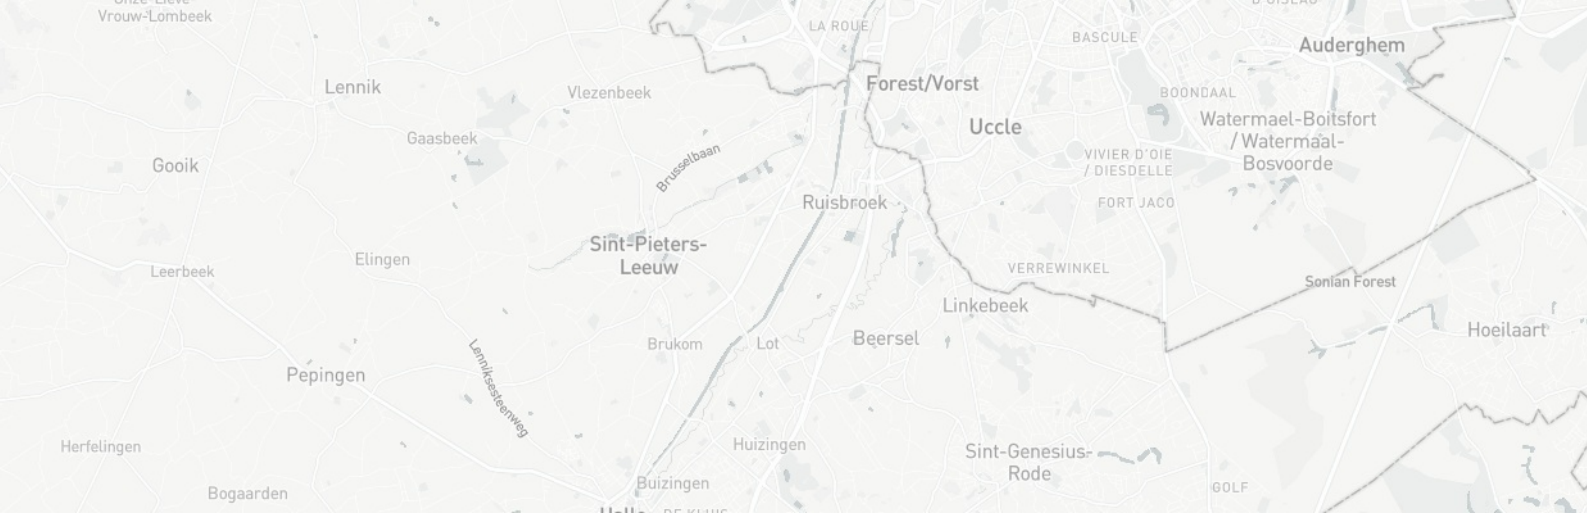 Vrouw-Lombeek
LA ROUE
BASCULE
Auderghem
Lennik
Vlezenbeek
Forest/Vorst
BOONDAAL
Uccle
Watermael-Boitsfort
/ Watermaal-
Bosvoorde
Gaasbeek
Gooik
Brusselbaan
VIVIER D'OIE
/ DIESDELLE
Ruisbroek
FORT JACO
Sint-Pieters-
Leeuw
Elingen
Leerbeek
VERREWINKEL
Sonian Forest
Linkebeek
Hoeilaart
Beersel
Brukom
Lot
Lenniksesteenweg
Pepingen
Herfelingen
Huizingen
Sint-Genesius-
Rode
Buizingen
Bogaarden
GOLF